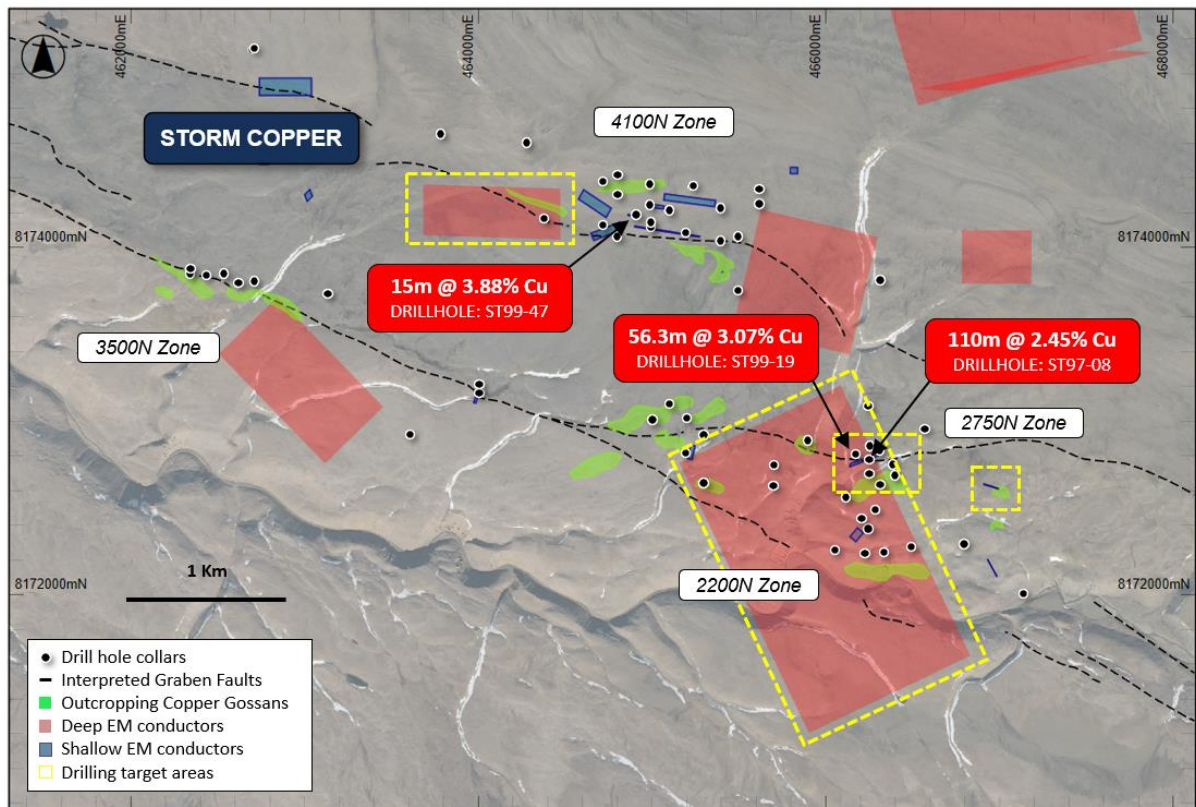 462000mE
464000mE
466000mE
468000mE
STORM COPPER
4100N Zone
8174000mN
8174000mN
15m @ 3.88% Cu
DRILLHOLE: ST99-47
3500N Zone
56.3m @ 3.07% Cu
DRILLHOLE: ST99-19
110m @ 2.45% Cu
DRILLHOLE: ST97-08
2750N Zone
2200N Zone
8172000mN
8172000mN
1 Km
Drill hole collars
Interpreted Graben Faults
Outcropping Copper Gossans
Deep EM conductors
Shallow EM conductors
Drilling target areas